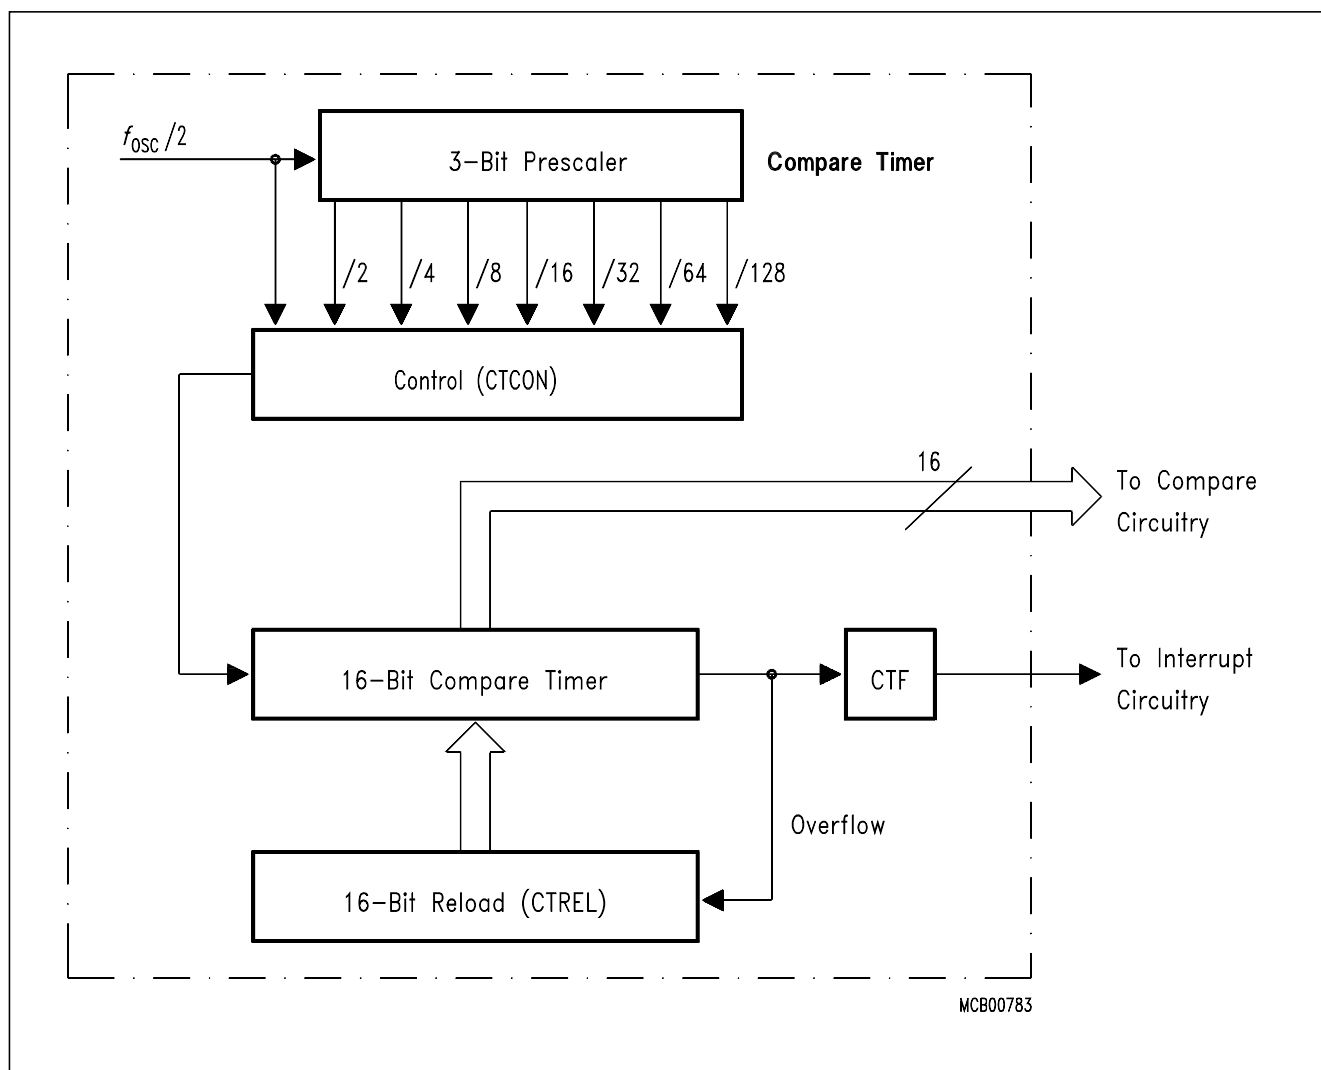 fOSC/2
3-Bit Prescaler
Compare Timer
/2
/4
/8
/16
/32
/64
/128
Control (CTCON)
16
To Compare
Circuitry
16-Bit Compare Timer
CTF
To Interrupt
Circuitry
Overflow
16-Bit Reload (CTREL)
MCB00783